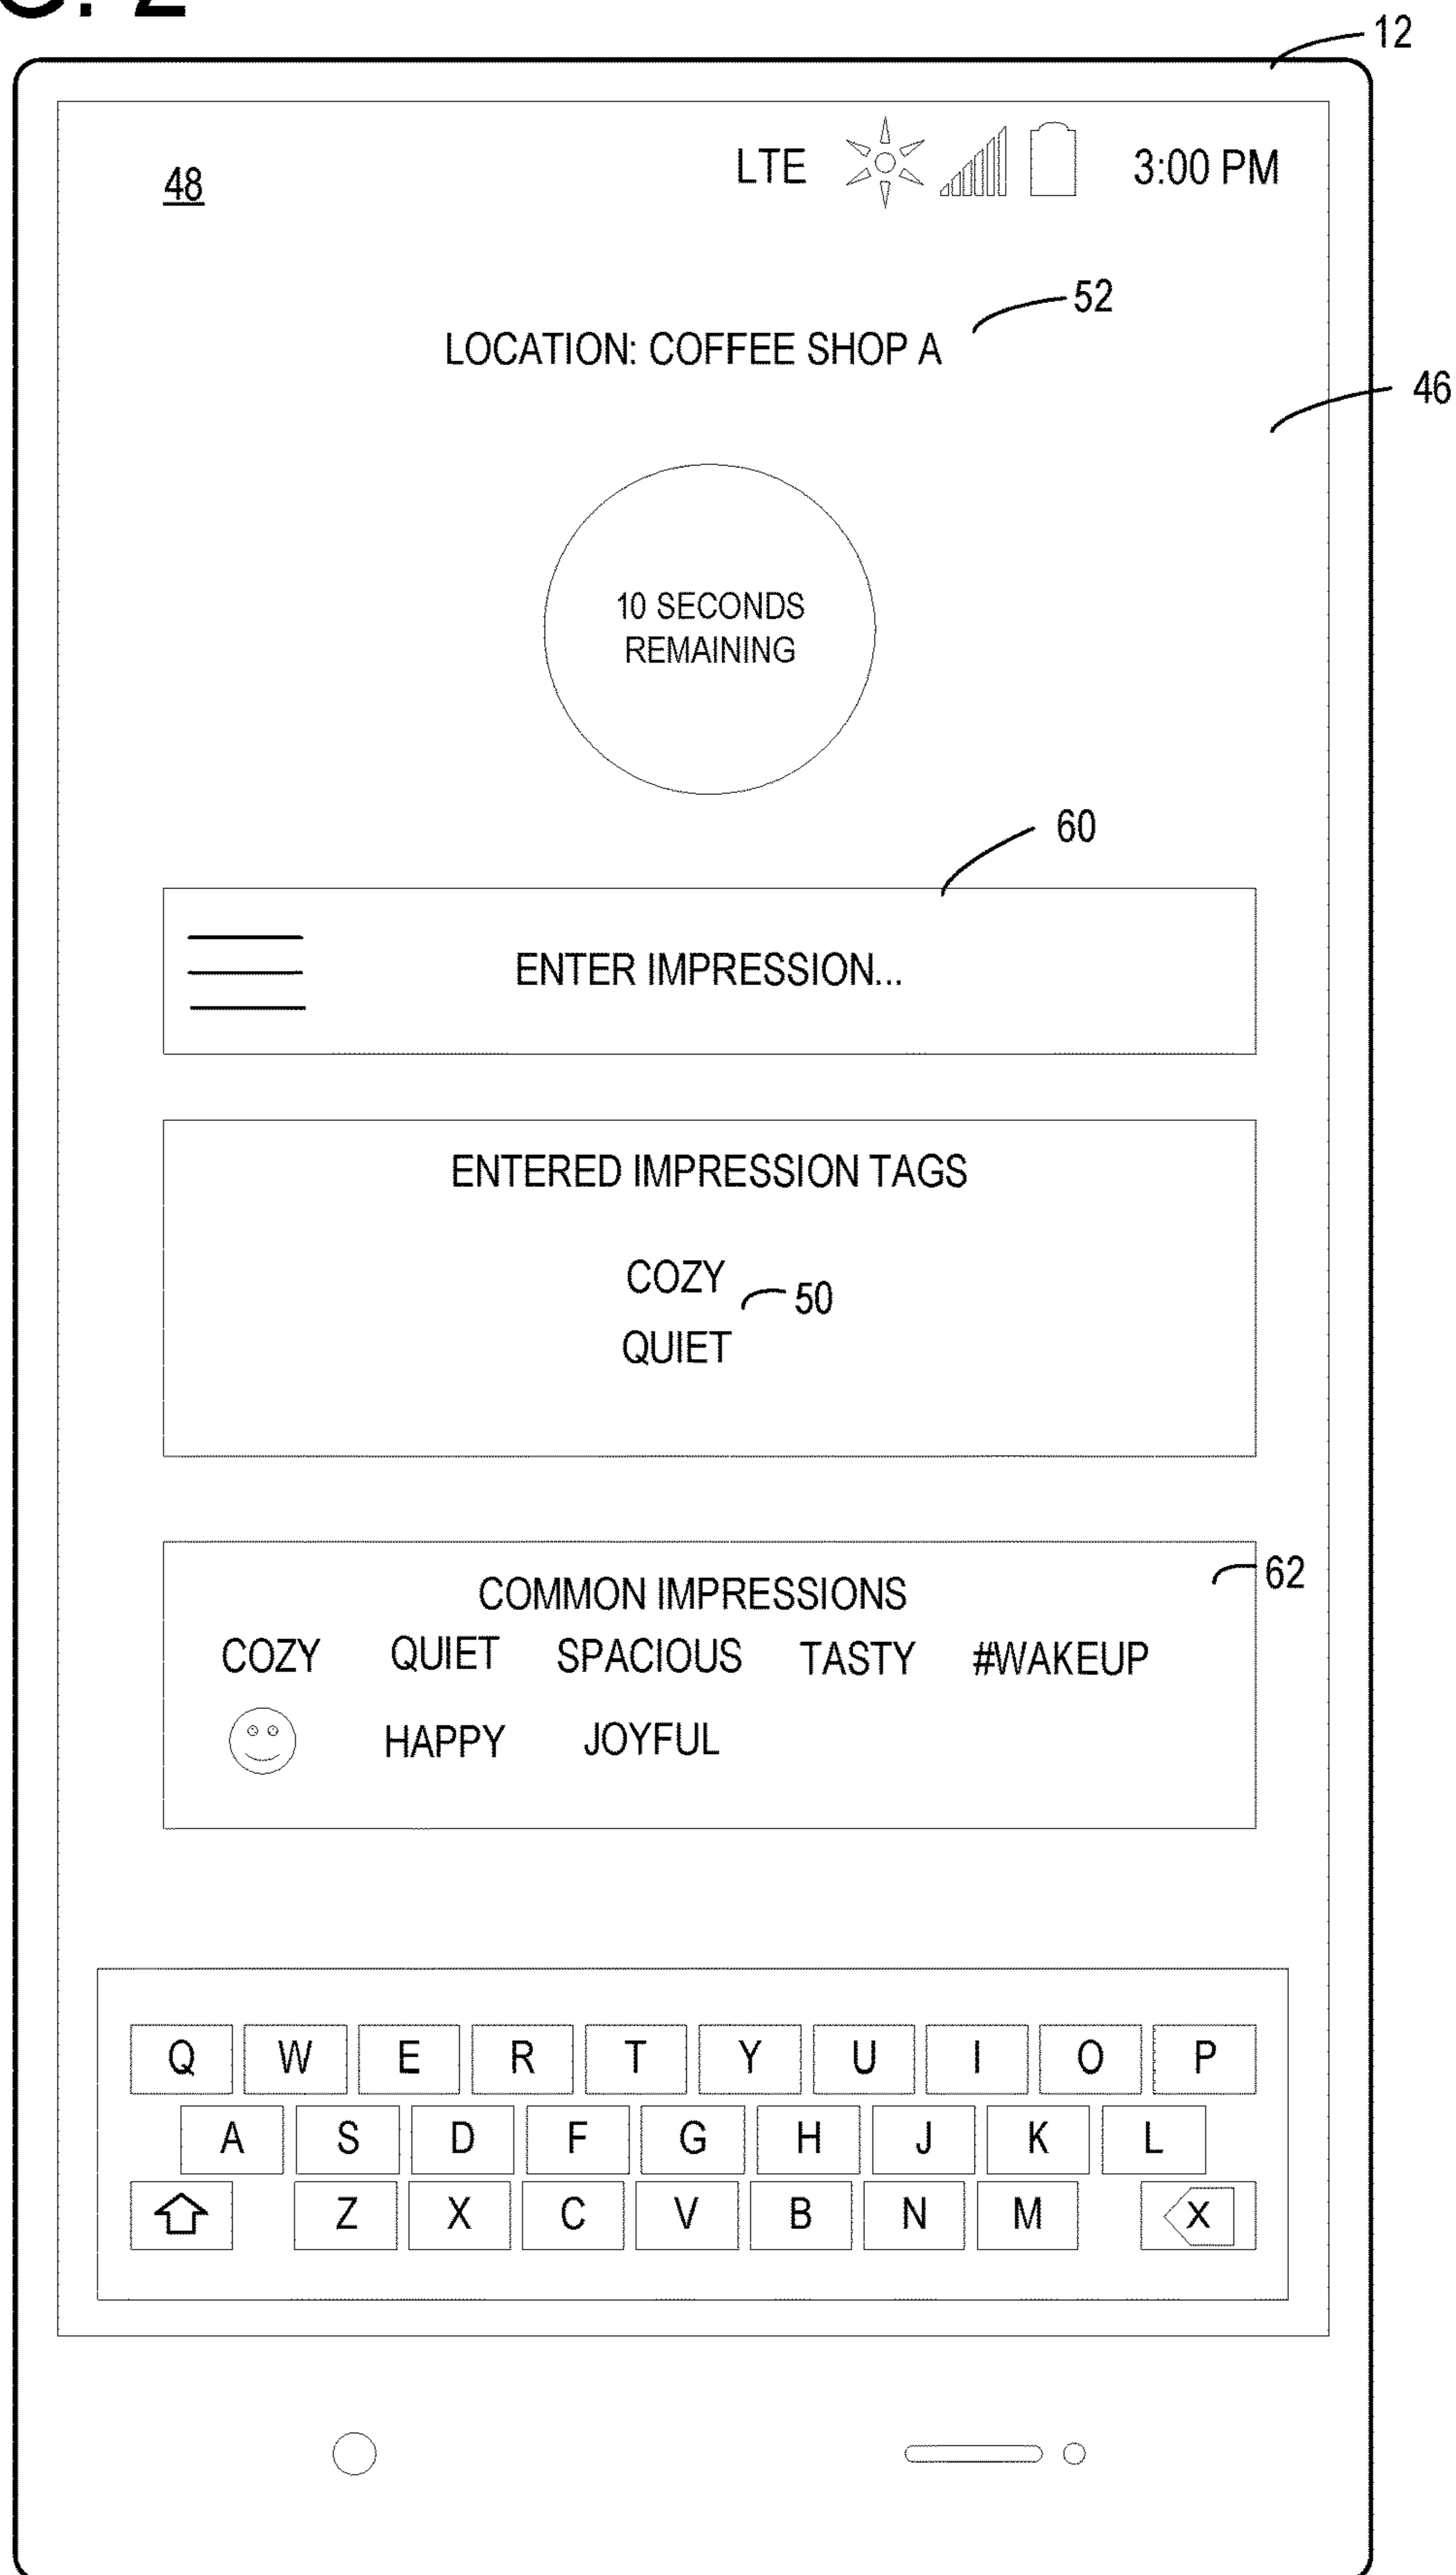 G. 2
12
48 LTE 3:00 PM
52
LOCATION: COFFEE SHOP A
46
10 SECONDS
REMAINING
60
ENTER IMPRESSION...
ENTERED IMPRESSION TAGS
COZY
50
QUIET
62
COMMON IMPRESSIONS
COZY QUIET SPACIOUS TASTY #WAKEUP
HAPPY JOYFUL
Q W E R T Y U I O P
A S D F G H J K L
Z X C V B N M X